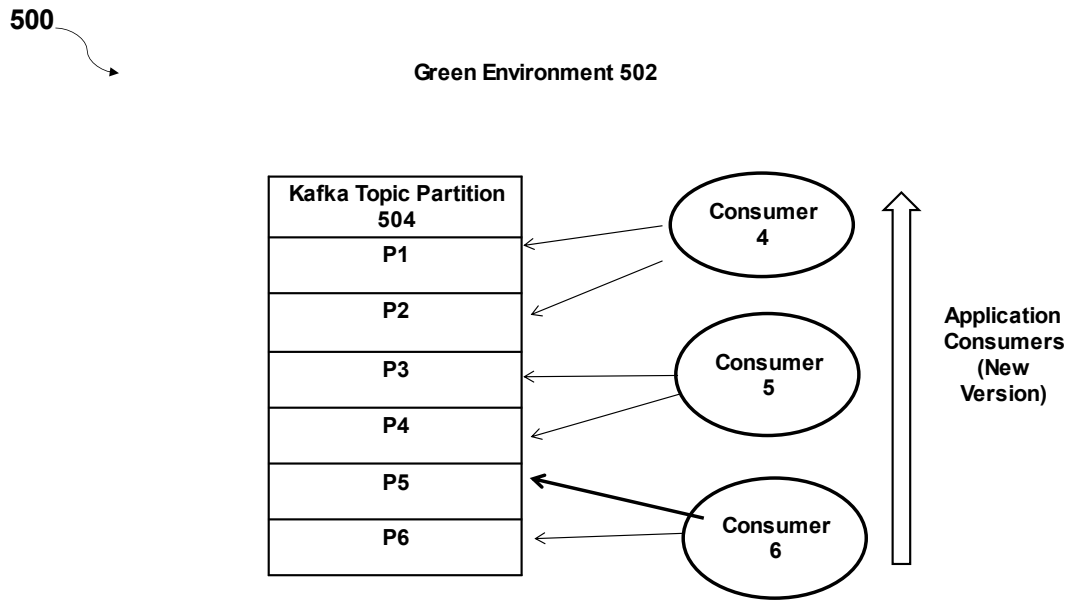 500
Green Environment 502
Kafka Topic Partition
504
P1
P2
P3
P4
P5
P6
Consumer
4
Consumer
5
Consumer
6
Application
Consumers
(New
Version)